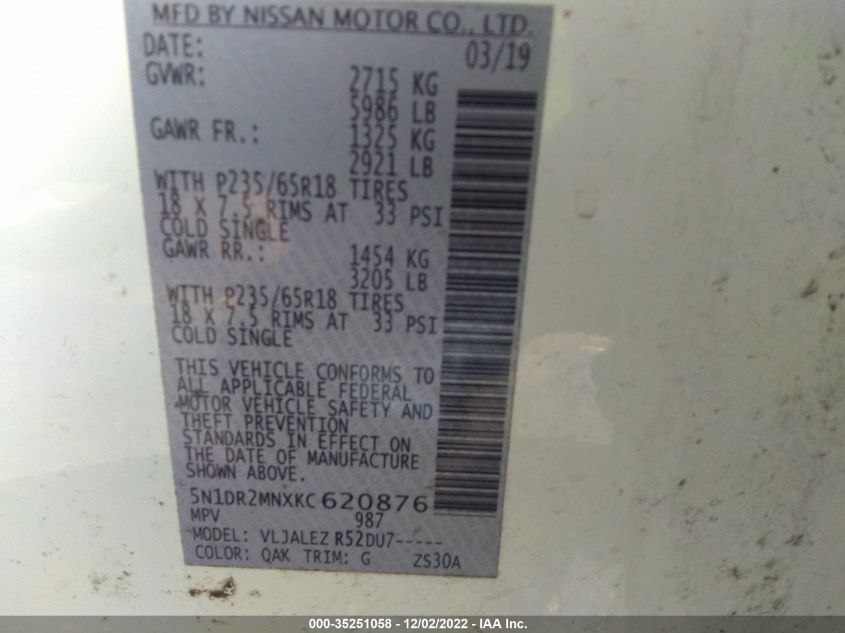 MFD BY NISSAN MOTOR CO., LTD.
DATE: 03/19
GVWR: 2715 KG
5986 LB
GAWR FR.: 1325 KG
2921 LB
WITH P235/65R18 TIRES
18 X 7.5 RIMS AT 33 PSI
COLD SINGLE
GAWR RR.: 1454 KG
3205 LB
WITH P235/65R18 TIRES
18 X 7.5 RIMS AT 33 PSI
COLD SINGLE
THIS VEHICLE CONFORMS TO
ALL APPLICABLE FEDERAL
MOTOR VEHICLE SAFETY AND
THEFT PREVENTION
STANDARDS IN EFFECT ON
THE DATE OF MANUFACTURE
SHOWN ABOVE.
5N1DR2MNXKC620876
MPV 987
MODEL: VLJALEZ R52DU7-----
COLOR: QAK TRIM: G ZS30A
000-35251058 - 12/02/2022 - IAA Inc.